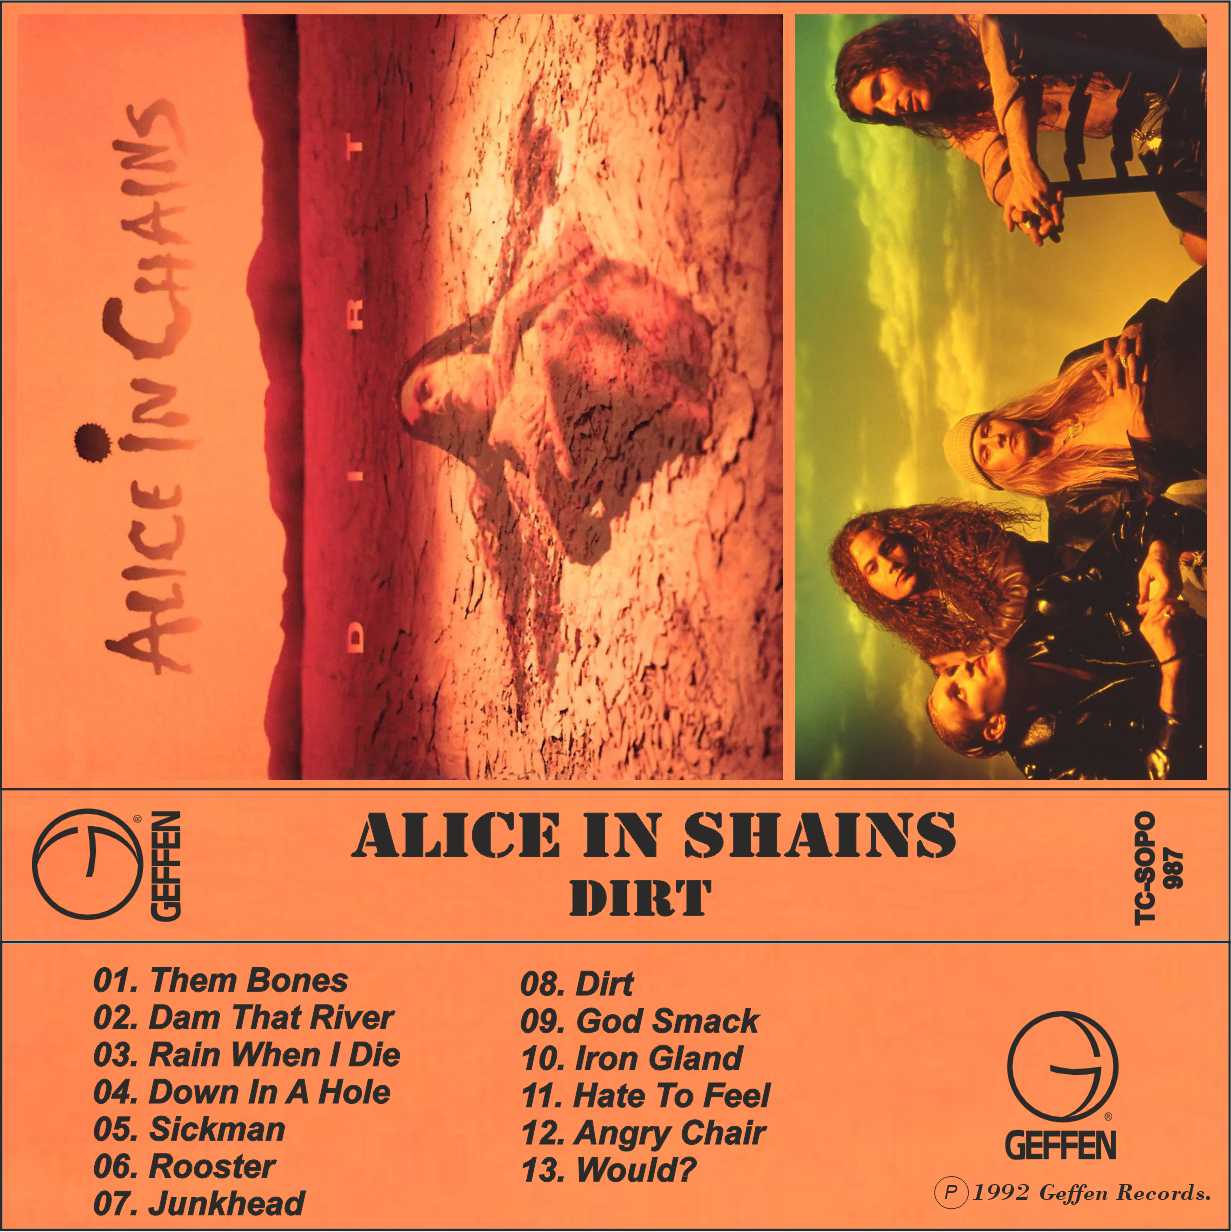 ALICE IN CHAINS
DIRT
GEFFEN
®
ALICE IN SHAINS
DIRT
TC-SOPO
987
01. Them Bones
02. Dam That River
03. Rain When I Die
04. Down In A Hole
05. Sickman
06. Rooster
07. Junkhead
08. Dirt
09. God Smack
10. Iron Gland
11. Hate To Feel
12. Angry Chair
13. Would?
®
GEFFEN
℗ 1992 Geffen Records.